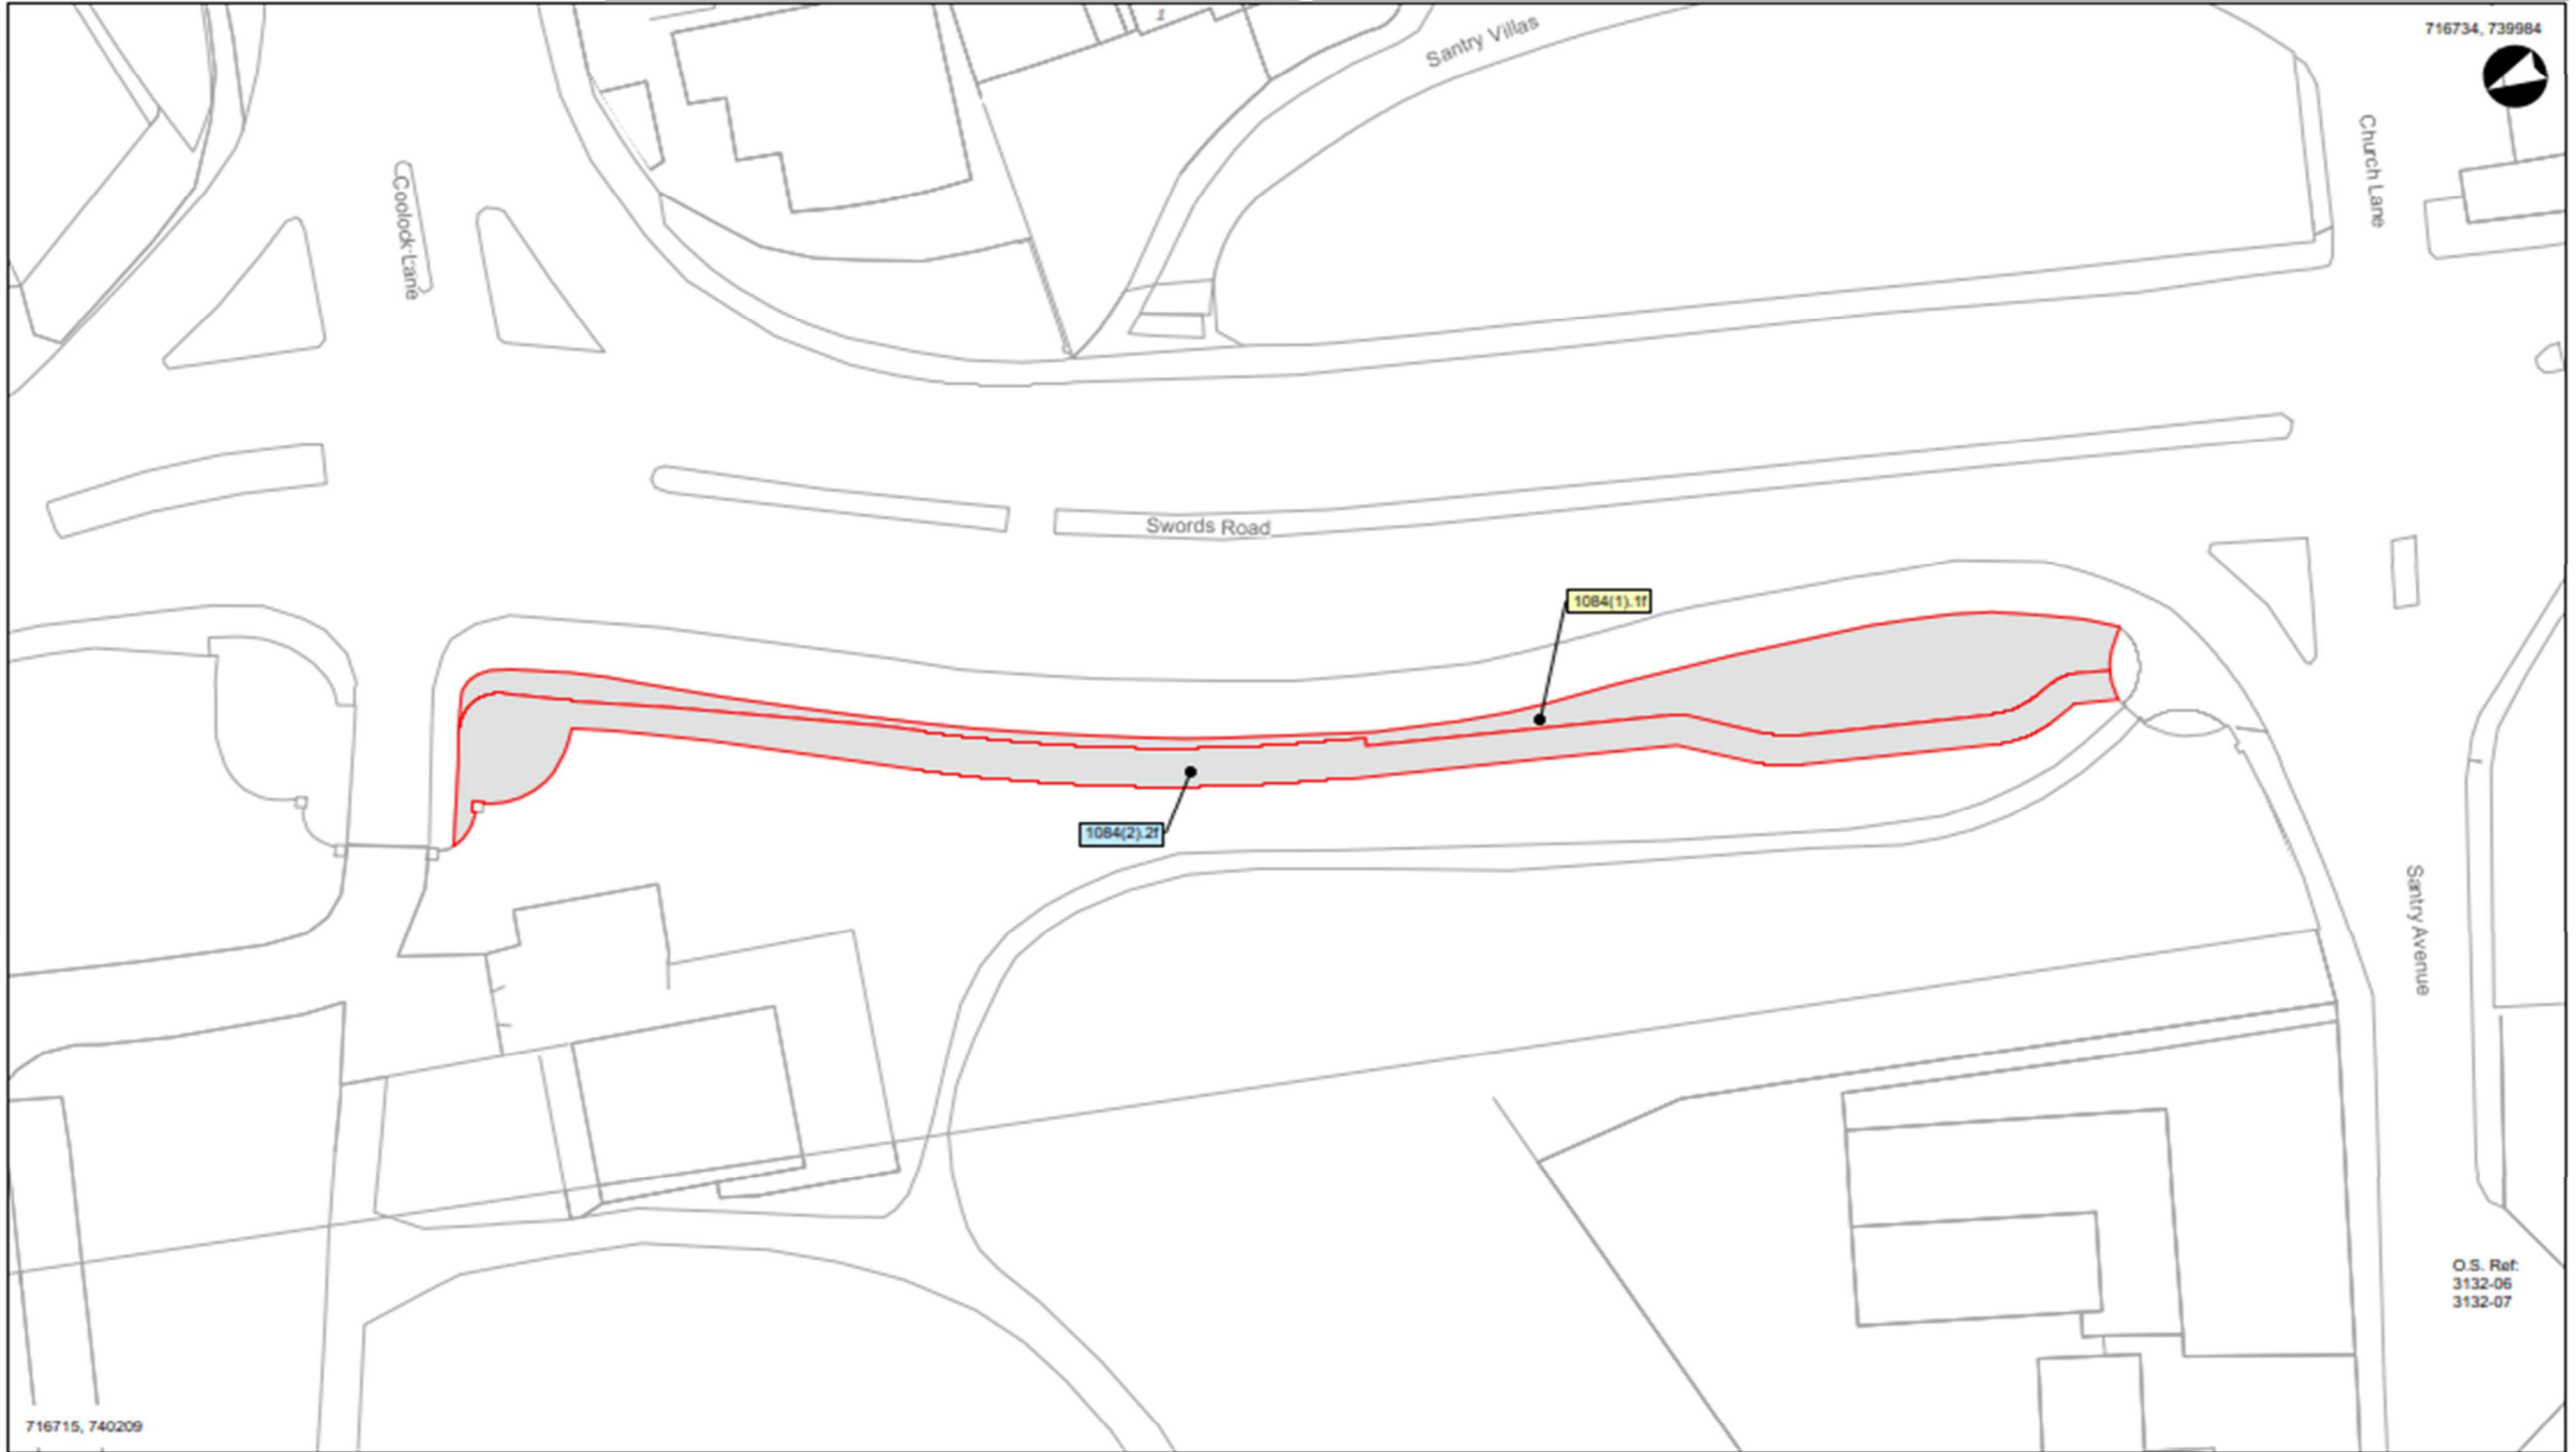 1
Santry Villas
716734, 739984
Church Lane
Coolock Lane
Swords Road
1084(1).1f
1084(2).2f
Santry Avenue
O.S. Ref:
3132-06
3132-07
716715, 740209